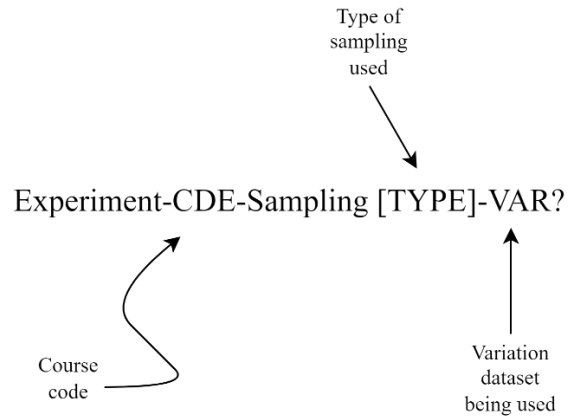 Type of
sampling
used
Experiment-CDE-Sampling [TYPE]-VAR?
Course
code
Variation
dataset
being used